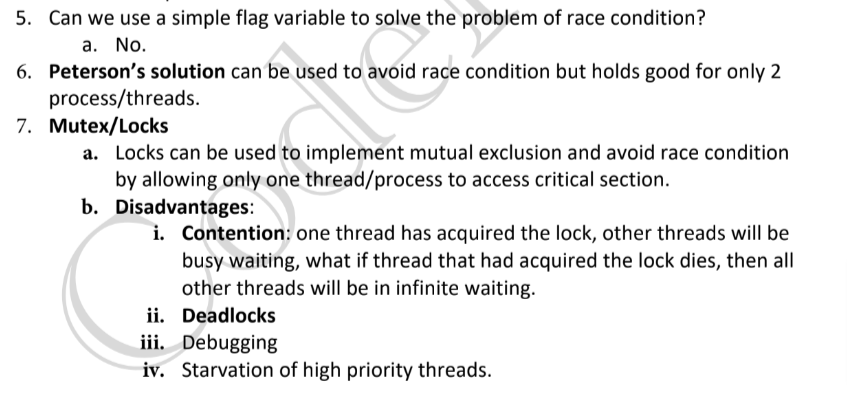 5. Can we use a simple flag variable to solve the problem of race condition?
a. No.
6. Peterson's solution can be used to avoid race condition but holds good for only 2
process/threads.
7. Mutex/Locks
a. Locks can be used to implement mutual exclusion and avoid race condition
by allowing only one thread/process to access critical section.
b. Disadvantages:
i. Contention: one thread has acquired the lock, other threads will be
busy waiting, what if thread that had acquired the lock dies, then all
other threads will be in infinite waiting.
ii. Deadlocks
iii. Debugging
iv. Starvation of high priority threads.